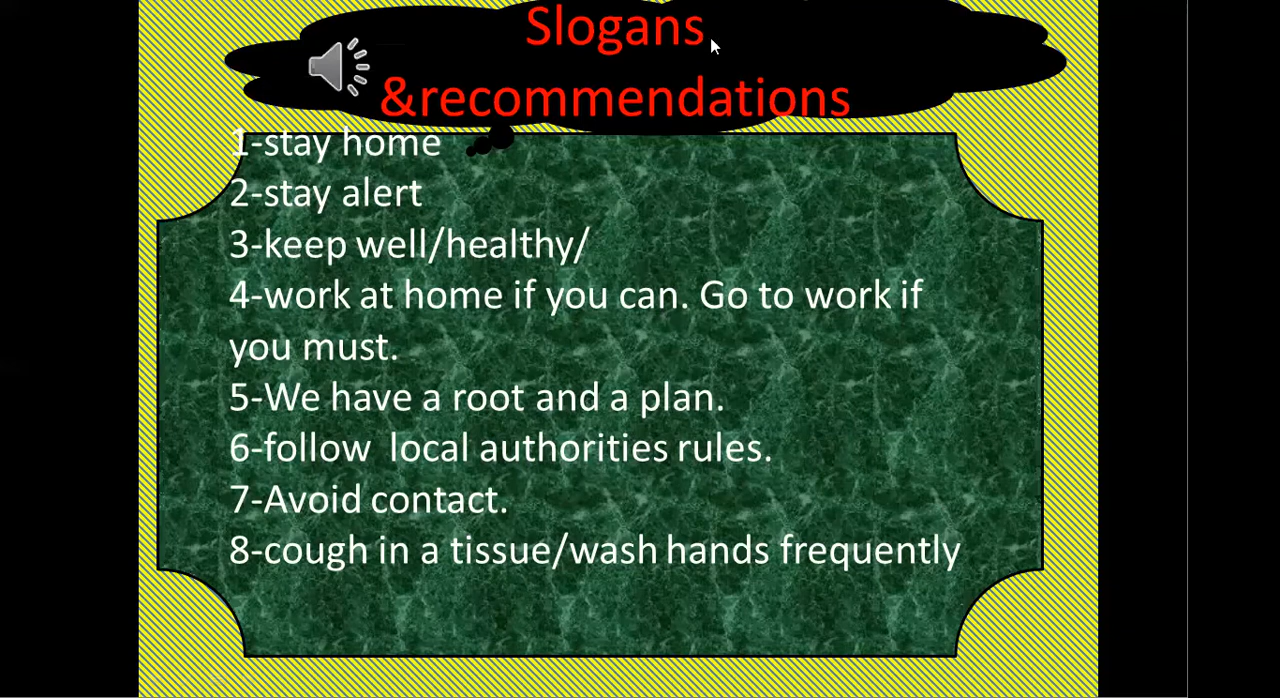 Slogans
&recommendations
1-stay home
2-stay alert
3-keep well/healthy/
4-work at home if you can. Go to work if
you must.
5-We have a root and a plan.
6-follow  local authorities rules.
7-Avoid contact.
8-cough in a tissue/wash hands frequently